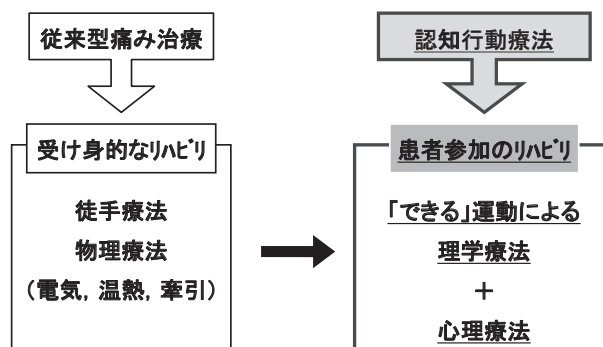 従来型痛み治療
受け身的なﾘﾊﾋﾞﾘ
徒手療法
物理療法
(電気, 温熱, 牽引)
認知行動療法
患者参加のﾘﾊﾋﾞﾘ
「できる」運動による
理学療法
+
心理療法